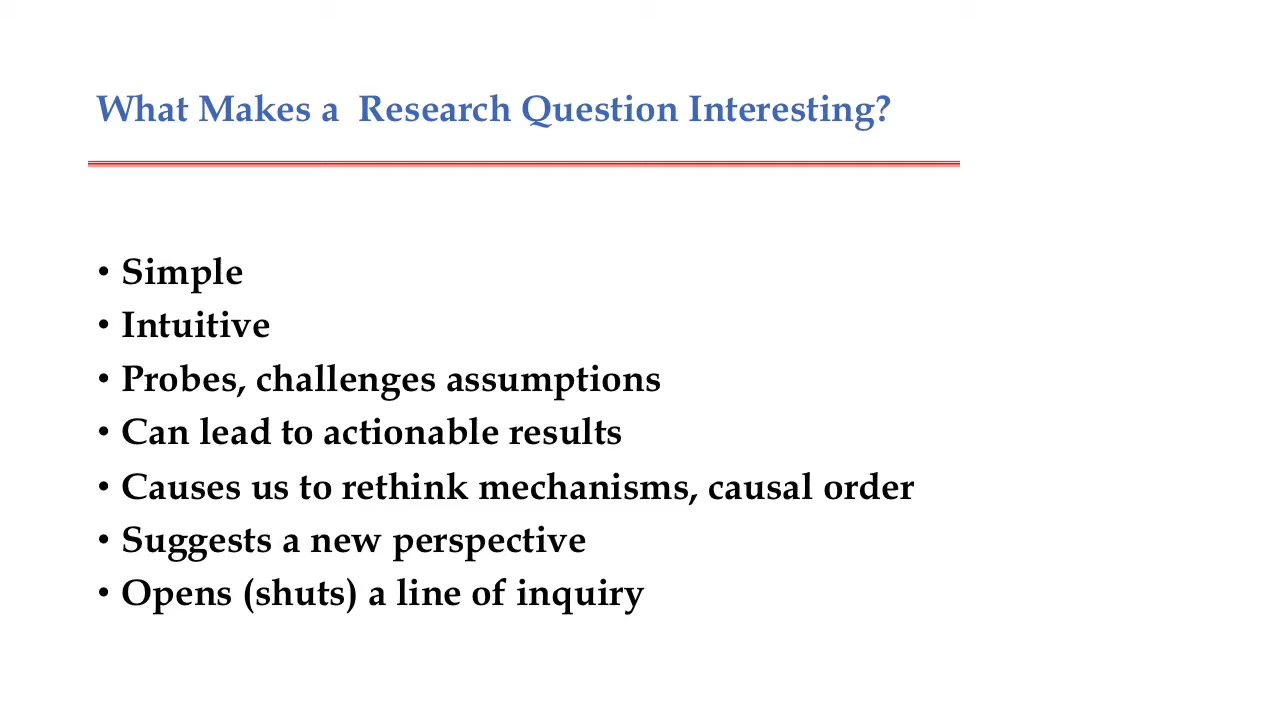 What Makes a  Research Question Interesting?
• Simple
• Intuitive
• Probes, challenges assumptions
• Can lead to actionable results
• Causes us to rethink mechanisms, causal order
• Suggests a new perspective
• Opens (shuts) a line of inquiry